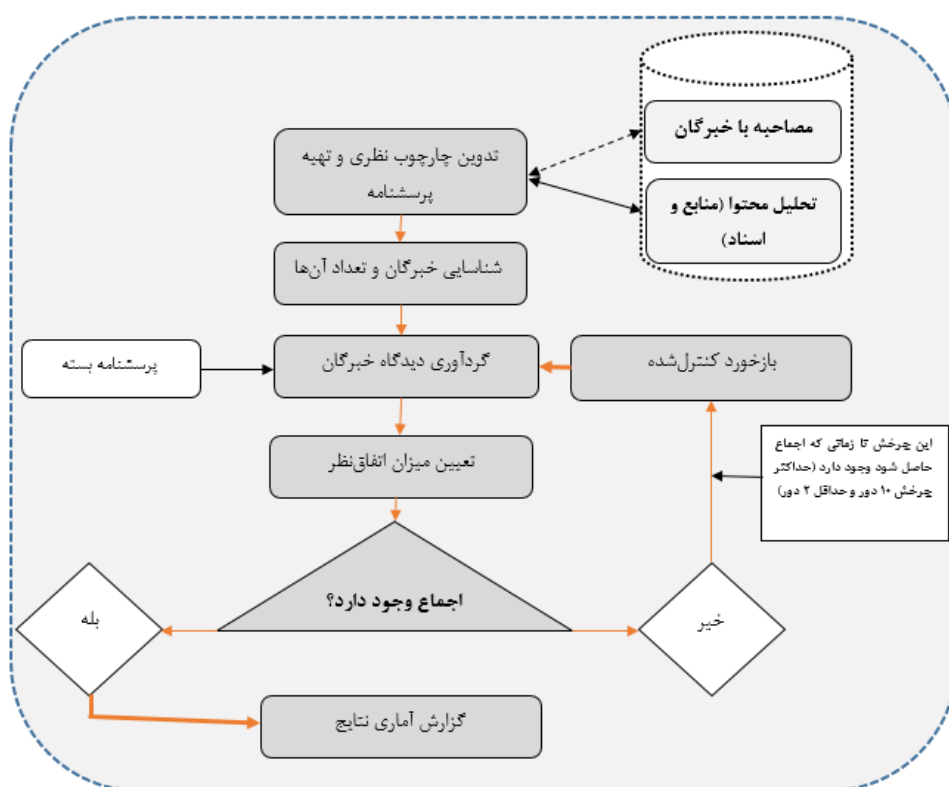 مصاحبه با خبرگان
تدوین چارچوب نظری و تهیه
پرسشنامه
تحلیل محتوا (منابع و
اسناد)
شناسایی خبرگان و تعداد آن‌ها
پرسشنامه بسته
گردآوری دیدگاه خبرگان
بازخورد کنترل‌شده
تعیین میزان اتفاق‌نظر
این چرخش تا زمانی که اجماع
حاصل شود وجود دارد (حداکثر
چرخش ۱۰ دور و حداقل ۲ دور)
اجماع وجود دارد؟
بله
خیر
گزارش آماری نتایج